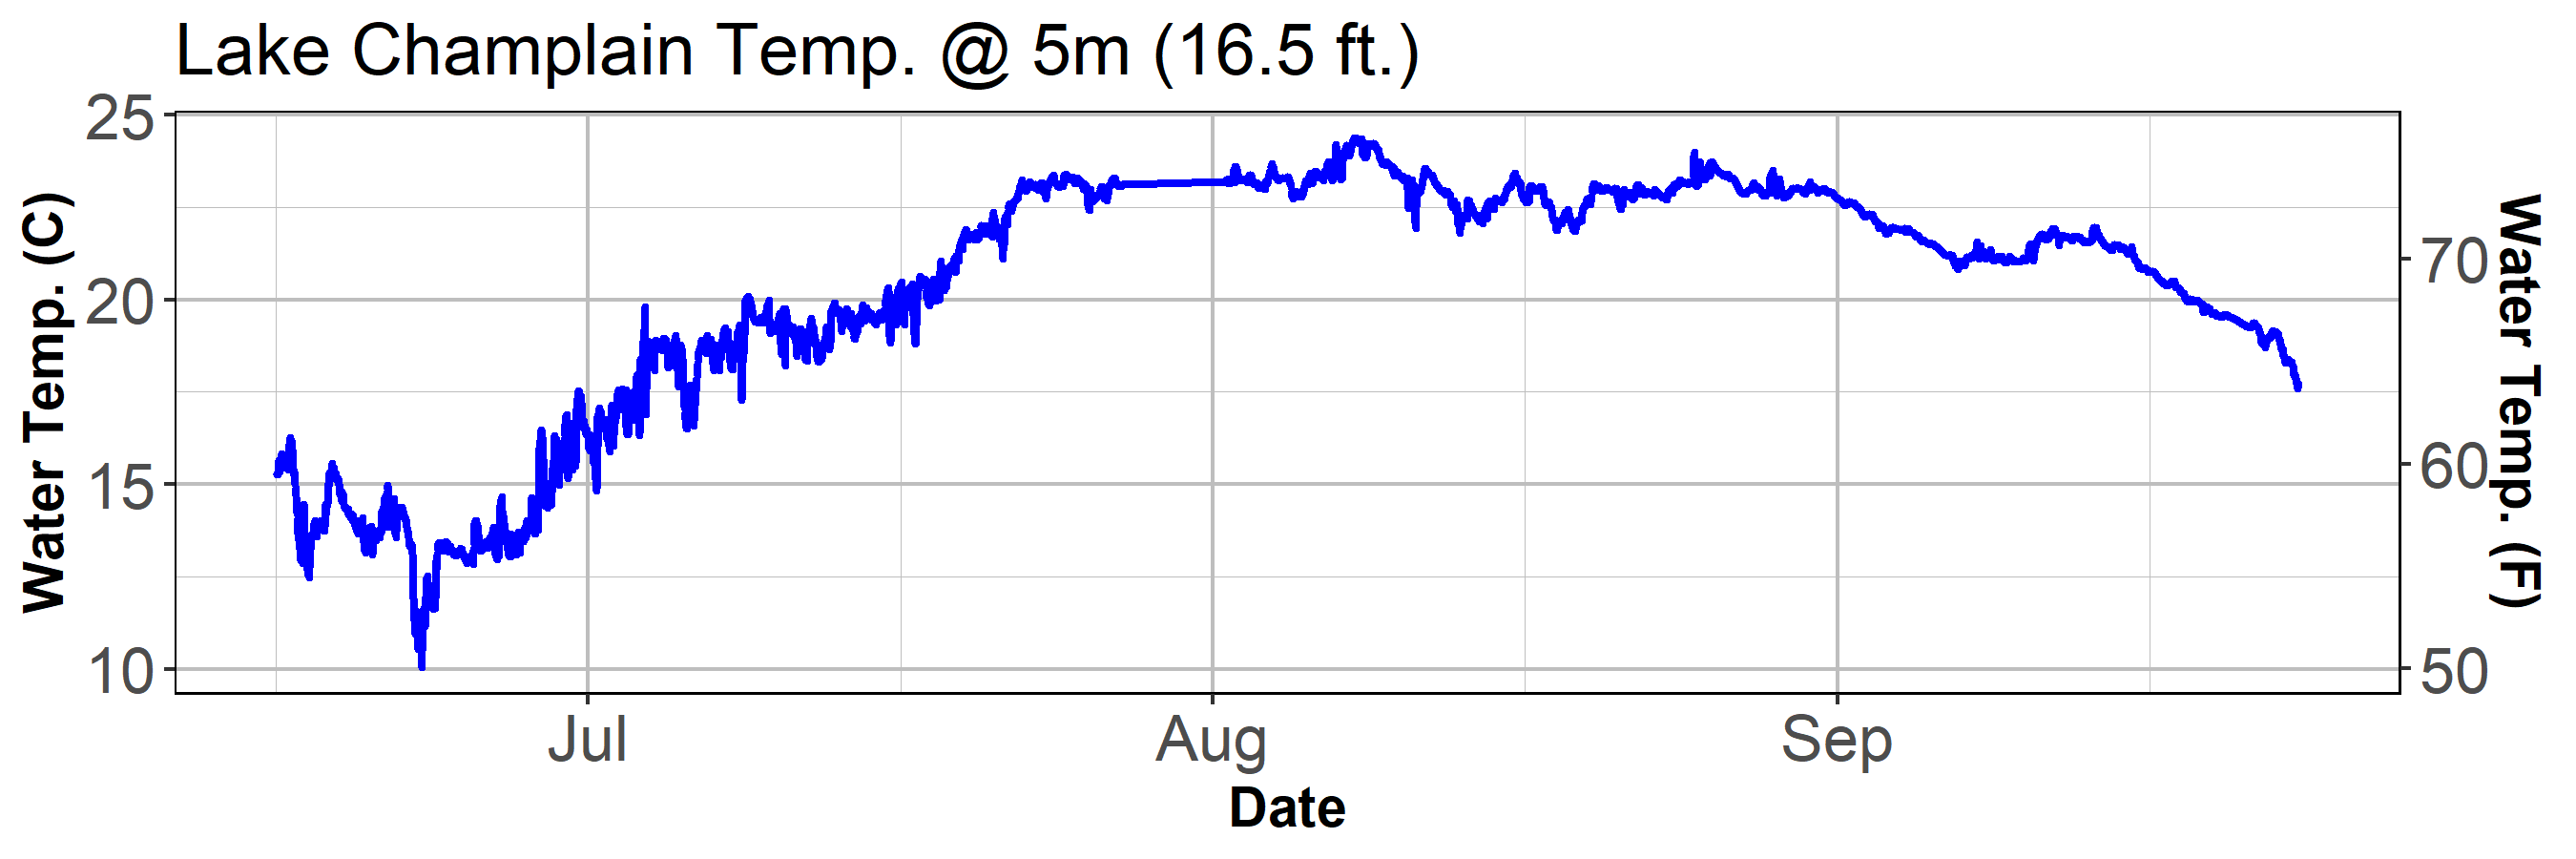 Lake Champlain Temp. @ 5m (16.5 ft.)
Water Temp. (C)
25
20
15
10
70
60
50
Water Temp. (F)
Jul Aug Sep
Date